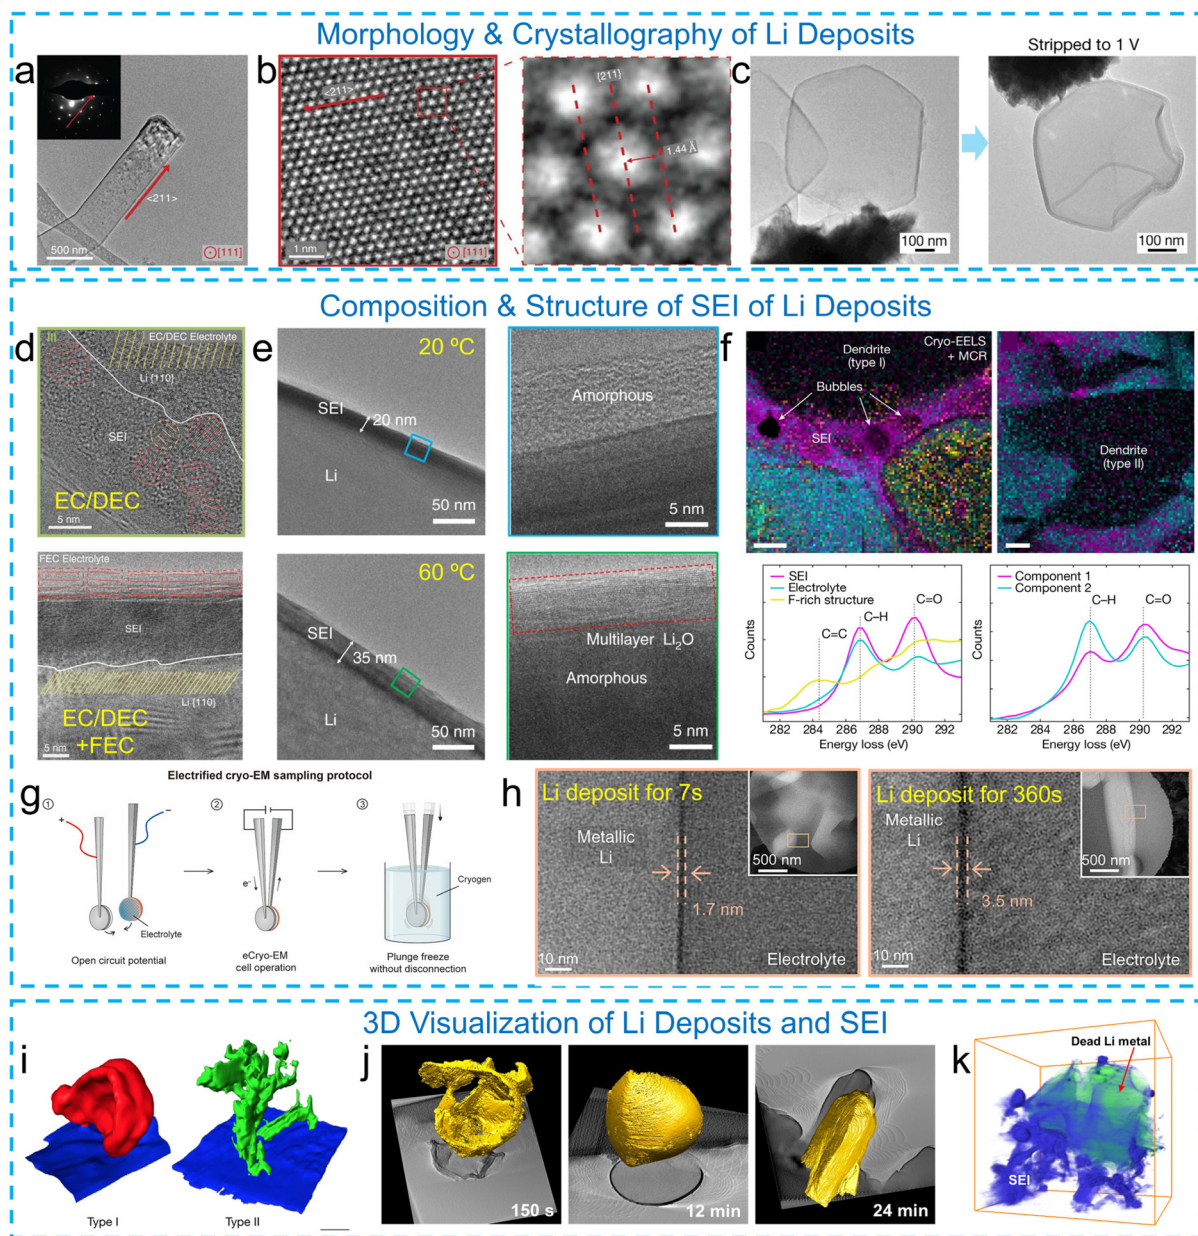 Morphology & Crystallography of Li Deposits
a
<211>
500 nm
[111]
b
<211>
1 nm
[111]
{211}
1.44 Å
c
100 nm
Stripped to 1 V
100 nm
Composition & Structure of SEI of Li Deposits
d
EC/DEC Electrolyte
Li {110}
SEI
EC/DEC
5 nm
FEC Electrolyte
SEI
Li {110}
EC/DEC
+FEC
5 nm
e
20 ºC
SEI
20 nm
Li
50 nm
Amorphous
5 nm
60 ºC
SEI
35 nm
Li
50 nm
Multilayer Li₂O
Amorphous
5 nm
f
Dendrite
(type I)
Cryo-EELS
+ MCR
Bubbles
SEI
Dendrite
(type II)
SEI
Electrolyte
F-rich structure
C=C
C–H
C=O
Counts
282 284 286 288 290 292
Energy loss (eV)
Component 1
Component 2
C–H
C=O
Counts
282 284 286 288 290 292
Energy loss (eV)
g
Electrified cryo-EM sampling protocol
①
+
−
Electrolyte
Open circuit potential
②
e⁻
eCryo-EM
cell operation
③
Cryogen
Plunge freeze
without disconnection
h
Li deposit for 7s
Metallic
Li
500 nm
1.7 nm
10 nm
Electrolyte
Li deposit for 360s
Metallic
Li
500 nm
3.5 nm
10 nm
Electrolyte
3D Visualization of Li Deposits and SEI
i
Type I
Type II
j
150 s
12 min
24 min
k
Dead Li metal
SEI